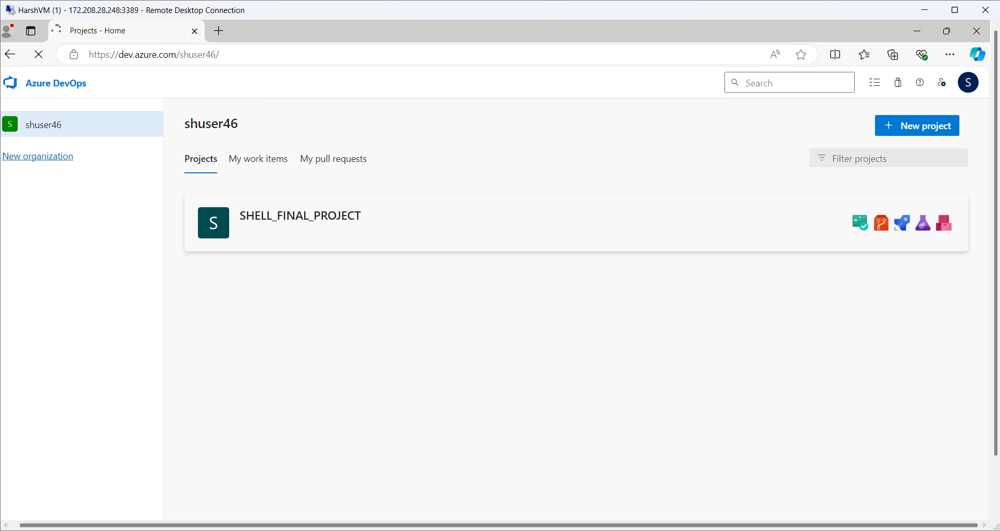 HarshVM (1) - 172.208.28.248:3389 - Remote Desktop Connection
Projects - Home
https://dev.azure.com/shuser46/
Azure DevOps
Search
S
S
shuser46
New organization
shuser46
New project
Projects
My work items
My pull requests
Filter projects
S
SHELL_FINAL_PROJECT